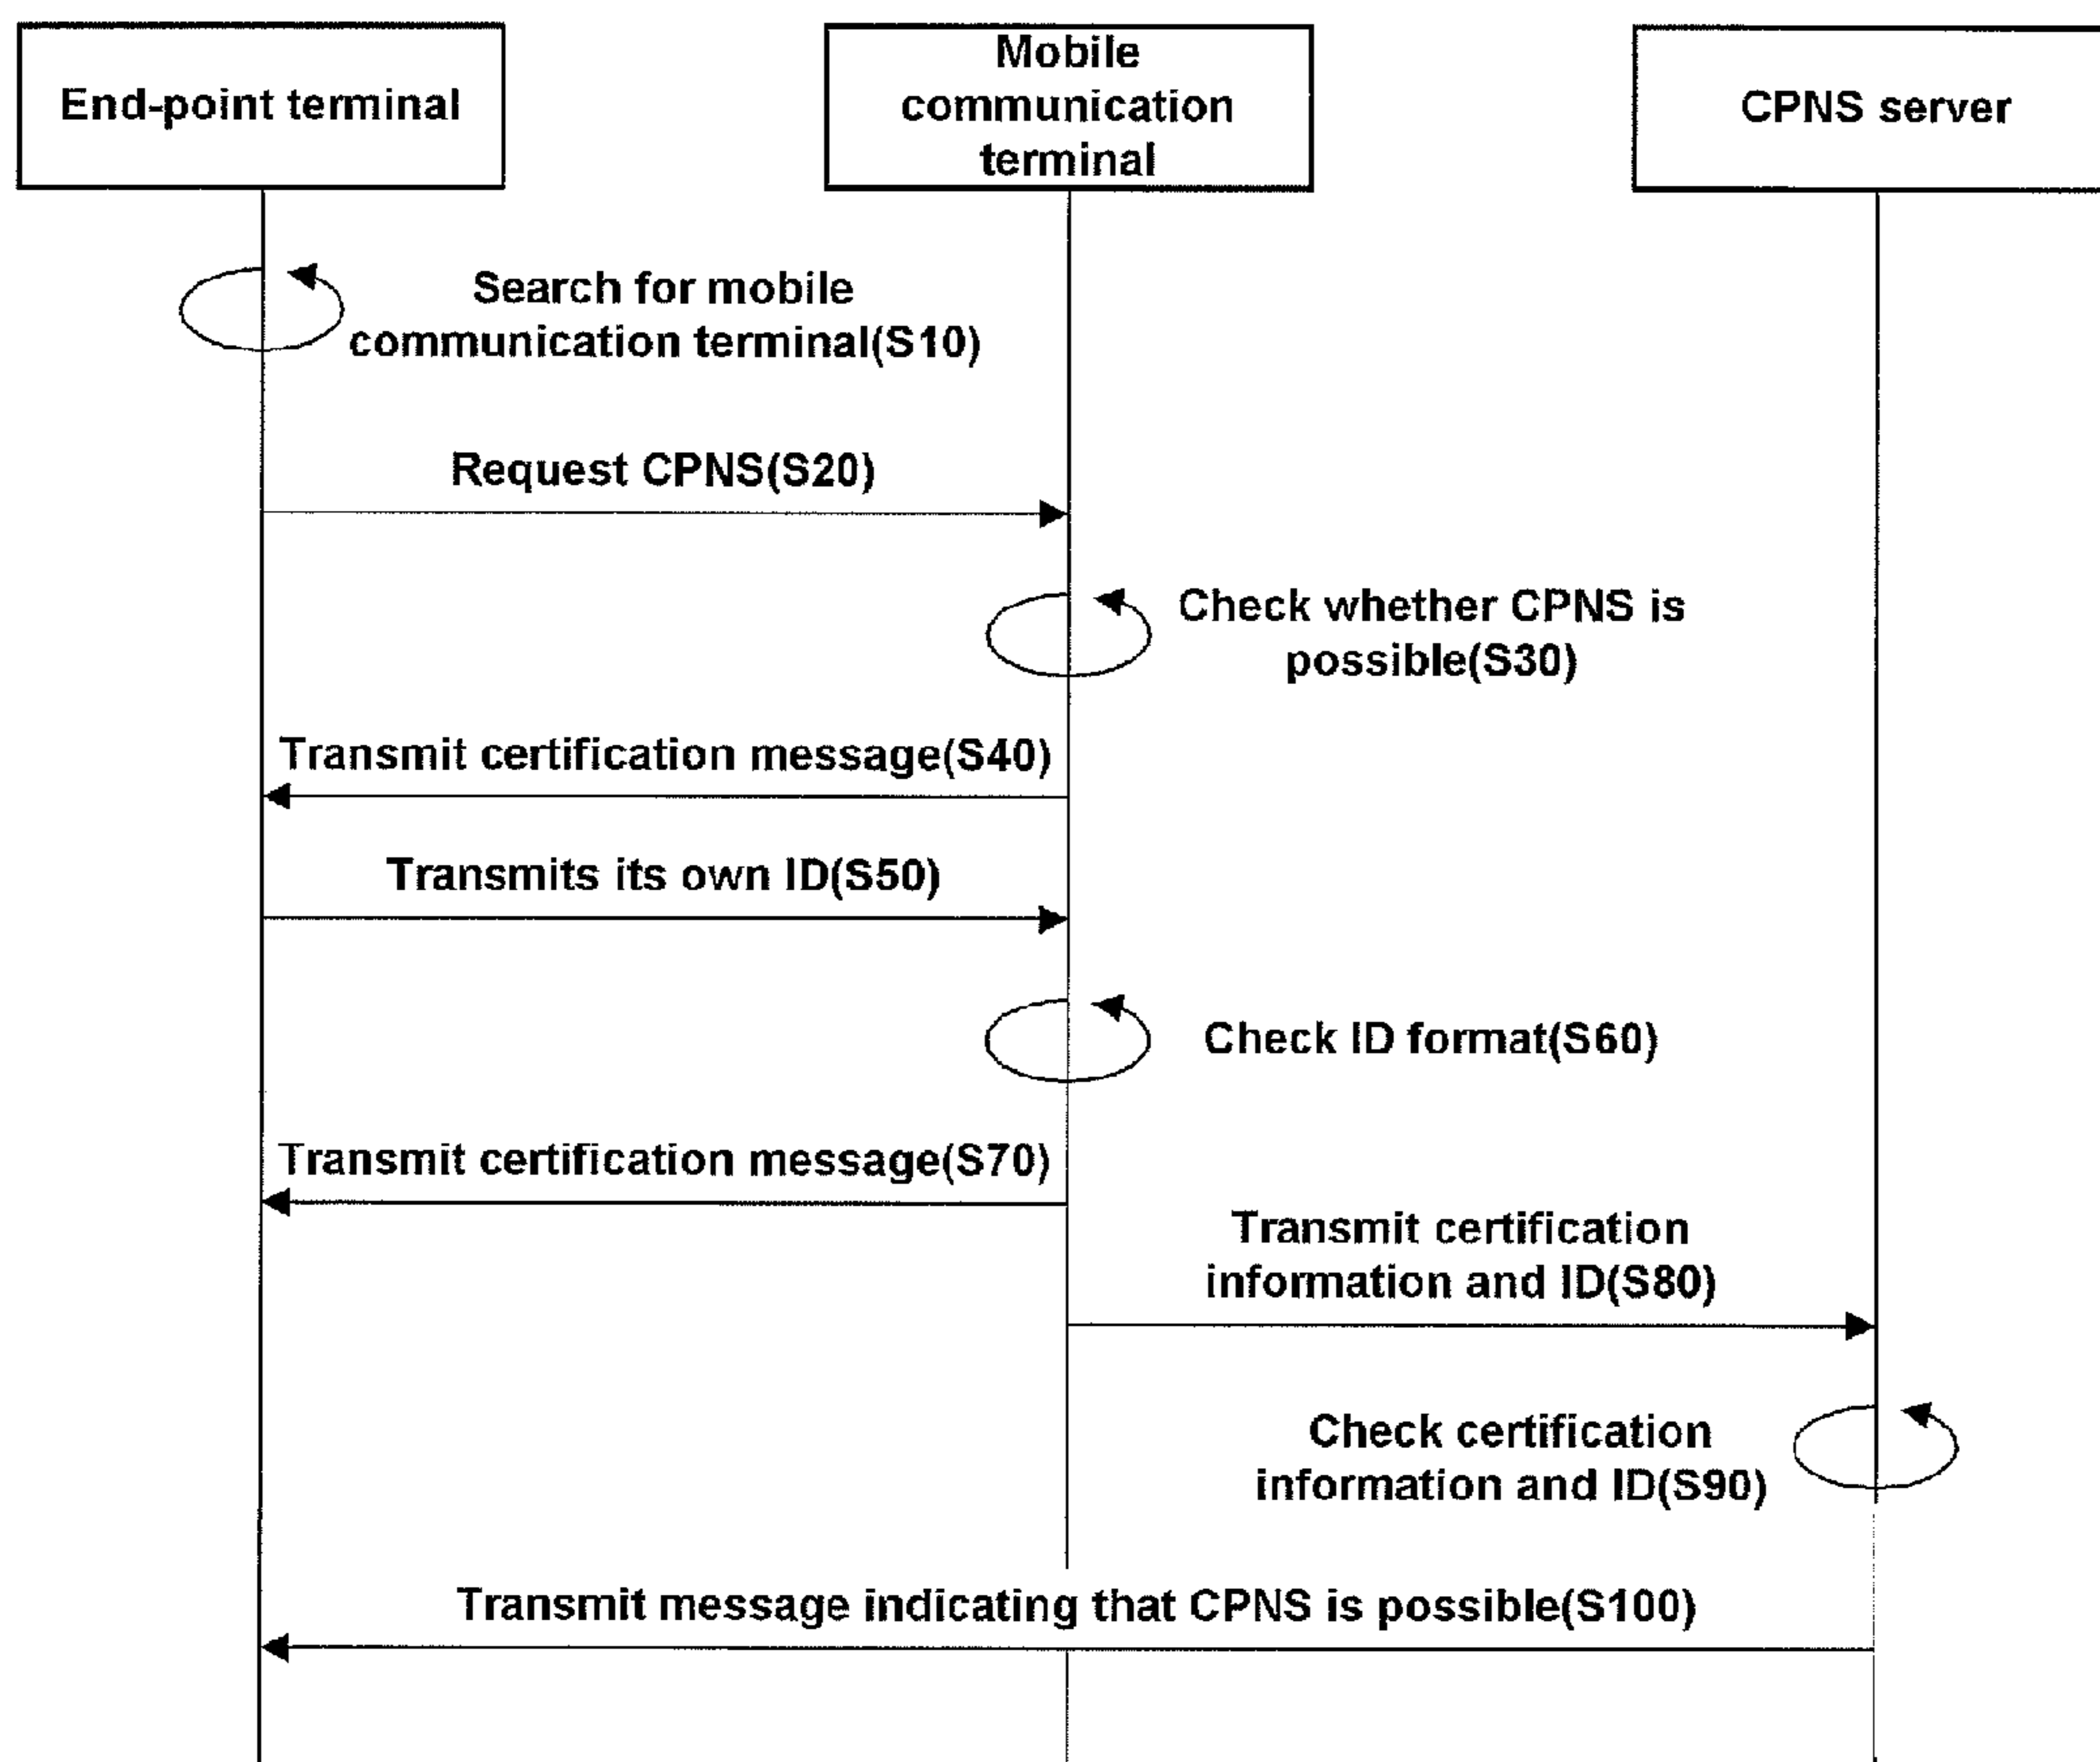 End-point terminal
Mobile
communication
terminal
CPNS server
Search for mobile
communication terminal(S10)
Request CPNS(S20)
Check whether CPNS is
possible(S30)
Transmit certification message(S40)
Transmits its own ID(S50)
Check ID format(S60)
Transmit certification message(S70)
Transmit certification
information and ID(S80)
Check certification
information and ID(S90)
Transmit message indicating that CPNS is possible(S100)